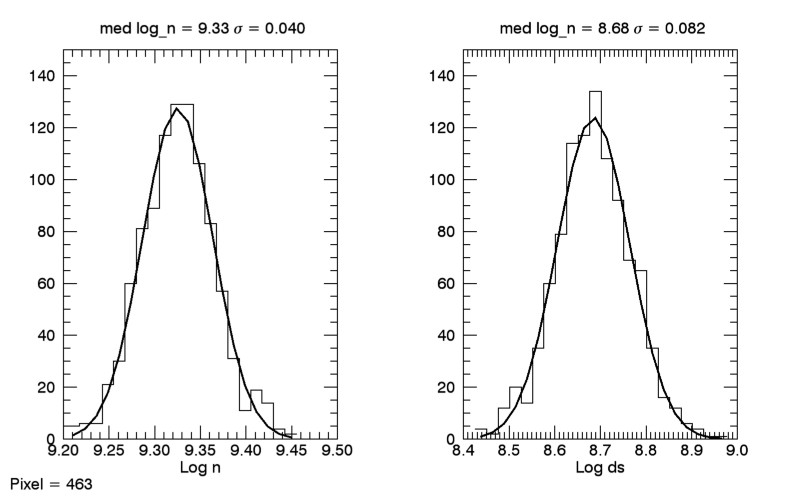 med log_n = 9.33 σ = 0.040
140
120
100
80
60
40
20
0
9.20 9.25 9.30 9.35 9.40 9.45 9.50
Log n
med log_n = 8.68 σ = 0.082
140
120
100
80
60
40
20
0
8.4 8.5 8.6 8.7 8.8 8.9 9.0
Log ds
Pixel = 463